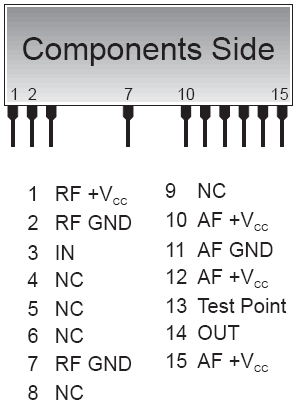 Components Side
1 2 7 10 15
1 RF +Vcc
2 RF GND
3 IN
4 NC
5 NC
6 NC
7 RF GND
8 NC
9 NC
10 AF +Vcc
11 AF GND
12 AF +Vcc
13 Test Point
14 OUT
15 AF +Vcc